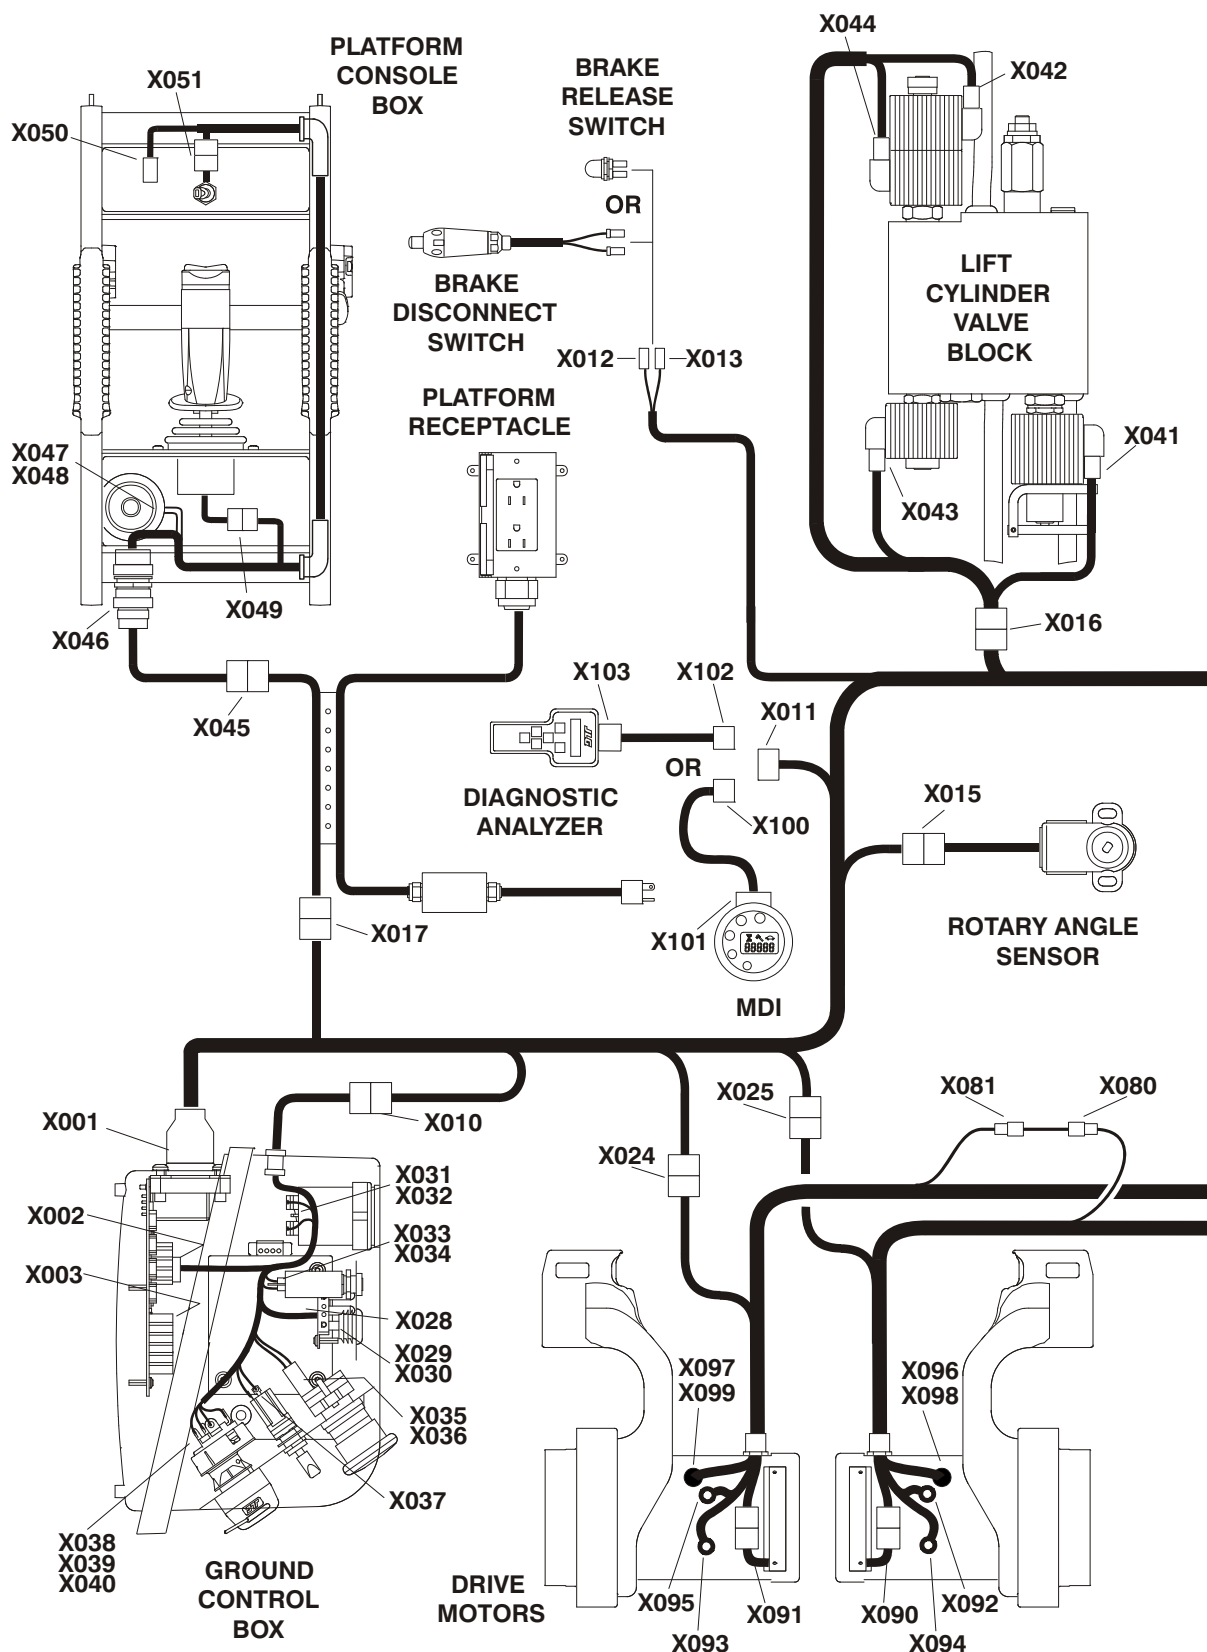 X044
PLATFORM
CONSOLE
BOX
X051
BRAKE
RELEASE
SWITCH
X042
X050
OR
LIFT
CYLINDER
VALVE
BLOCK
BRAKE
DISCONNECT
SWITCH
X012
X013
PLATFORM
RECEPTACLE
X041
X047
X048
X043
X049
X046
X016
X103
X102
X011
X045
OR
DIAGNOSTIC
ANALYZER
X015
X100
X017
X101
88888
ROTARY ANGLE
SENSOR
MDI
X081
X080
X025
X001
X010
X024
X031
X032
X002
X033
X034
X003
X028
X029
X030
X097
X099
X096
X098
X035
X036
X037
X038
X039
X040
GROUND
CONTROL
BOX
DRIVE
MOTORS
X095
X091
X090
X092
X093
X094